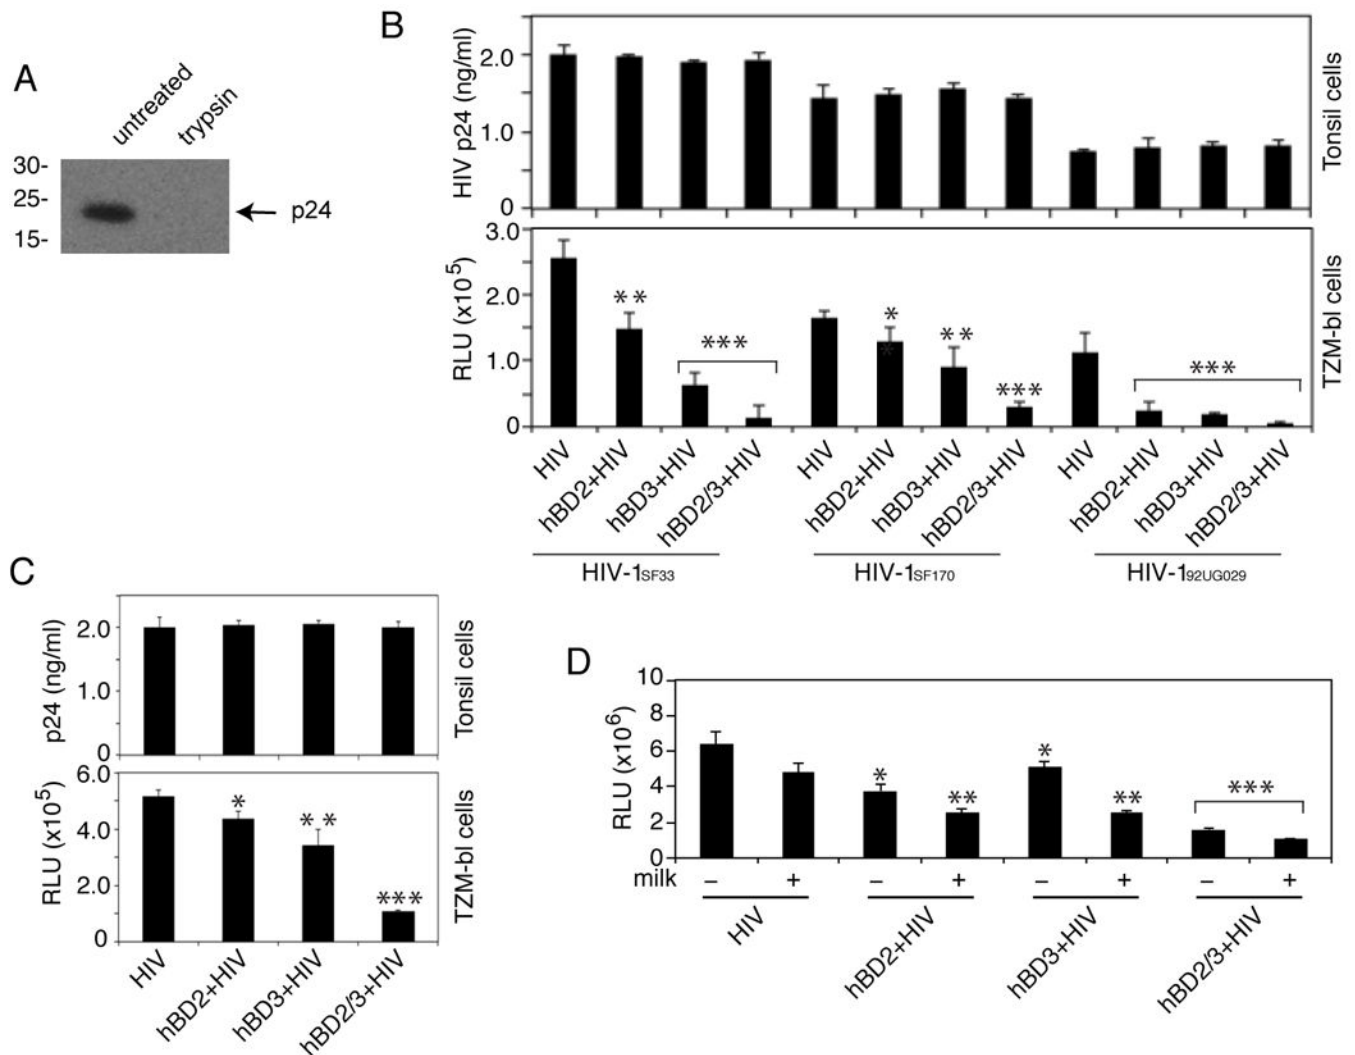 A
untreated
trypsin
30-
25-
15-
p24
B
HIV p24 (ng/ml)
2.0
1.0
0
Tonsil cells
RLU (x10⁵)
3.0
2.0
1.0
0
** *** * * ** *** ***
TZM-bl cells
HIV hBD2+HIV hBD3+HIV hBD2/3+HIV HIV hBD2+HIV hBD3+HIV hBD2/3+HIV HIV hBD2+HIV hBD3+HIV hBD2/3+HIV
HIV-1SF33 HIV-1SF170 HIV-192UG029
C
p24 (ng/ml)
2.0
1.0
0
Tonsil cells
RLU (x10⁵)
6.0
4.0
2.0
0
* ** ***
TZM-bl cells
HIV hBD2+HIV hBD3+HIV hBD2/3+HIV
D
RLU (x10⁶)
10
8
6
4
2
0
* ** * ** ***
milk – + – + – + – +
HIV hBD2+HIV hBD3+HIV hBD2/3+HIV